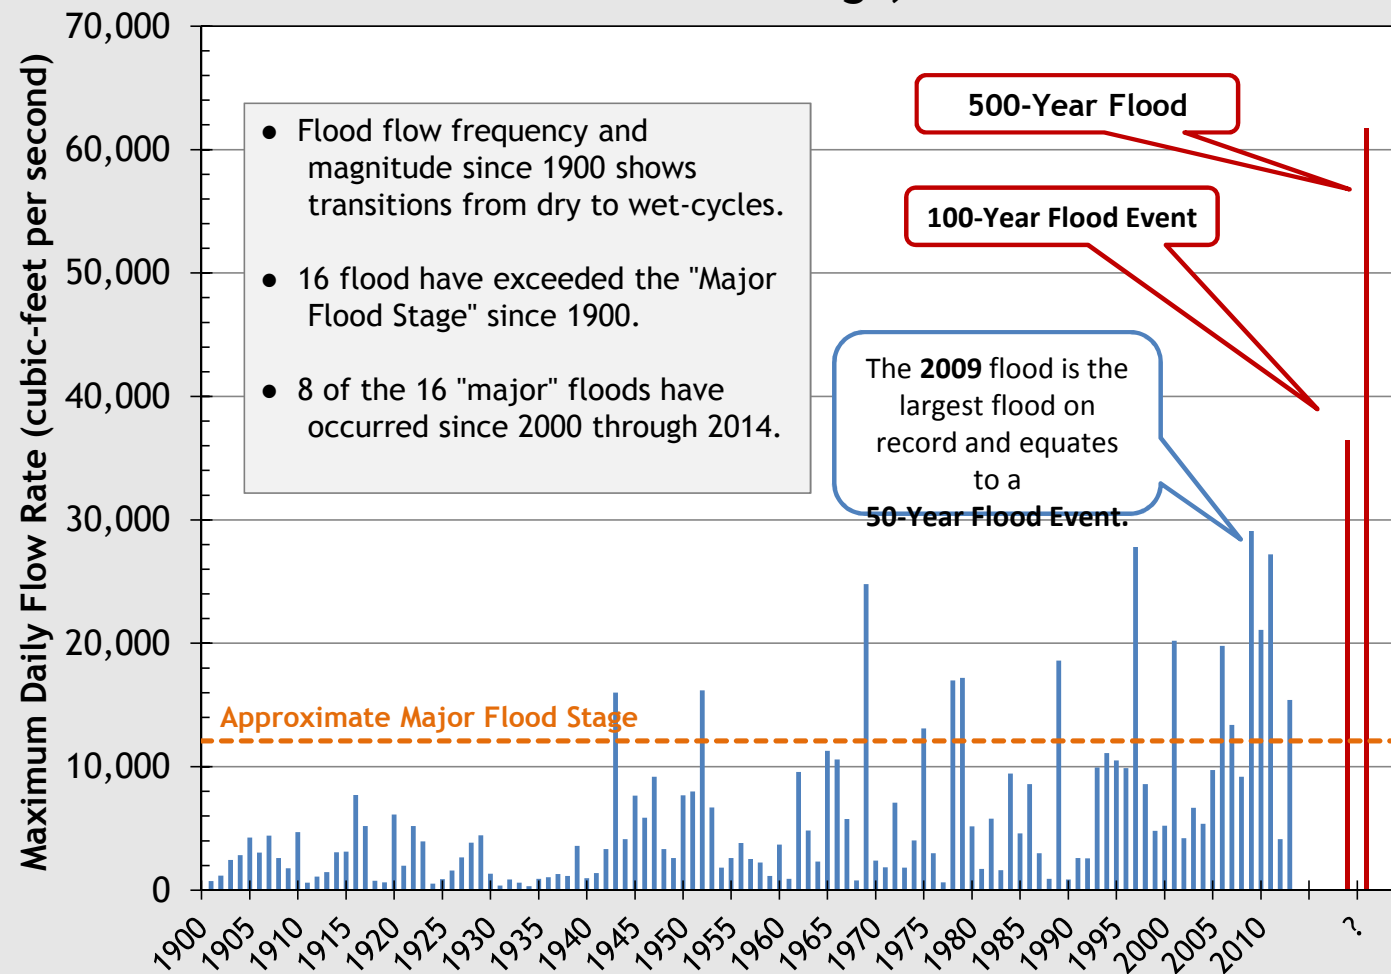 70,000
60,000
50,000
40,000
30,000
20,000
10,000
0
Maximum Daily Flow Rate (cubic-feet per second)
● Flood flow frequency and
magnitude since 1900 shows
transitions from dry to wet-cycles.
● 16 flood have exceeded the "Major
Flood Stage" since 1900.
● 8 of the 16 "major" floods have
occurred since 2000 through 2014.
500-Year Flood
100-Year Flood Event
The 2009 flood is the
largest flood on
record and equates
to a
50-Year Flood Event.
Approximate Major Flood Stage
1900
1905
1910
1915
1920
1925
1930
1935
1940
1945
1950
1955
1960
1965
1970
1975
1980
1985
1990
1995
2000
2005
2010
?